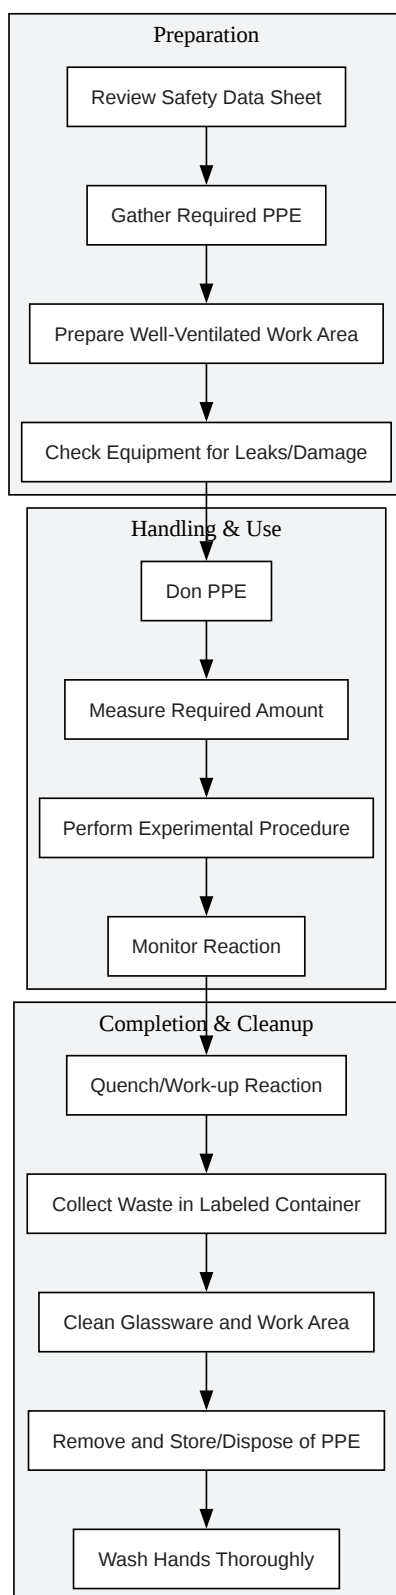 Preparation
Review Safety Data Sheet
Gather Required PPE
Prepare Well-Ventilated Work Area
Check Equipment for Leaks/Damage
Handling & Use
Don PPE
Measure Required Amount
Perform Experimental Procedure
Monitor Reaction
Completion & Cleanup
Quench/Work-up Reaction
Collect Waste in Labeled Container
Clean Glassware and Work Area
Remove and Store/Dispose of PPE
Wash Hands Thoroughly